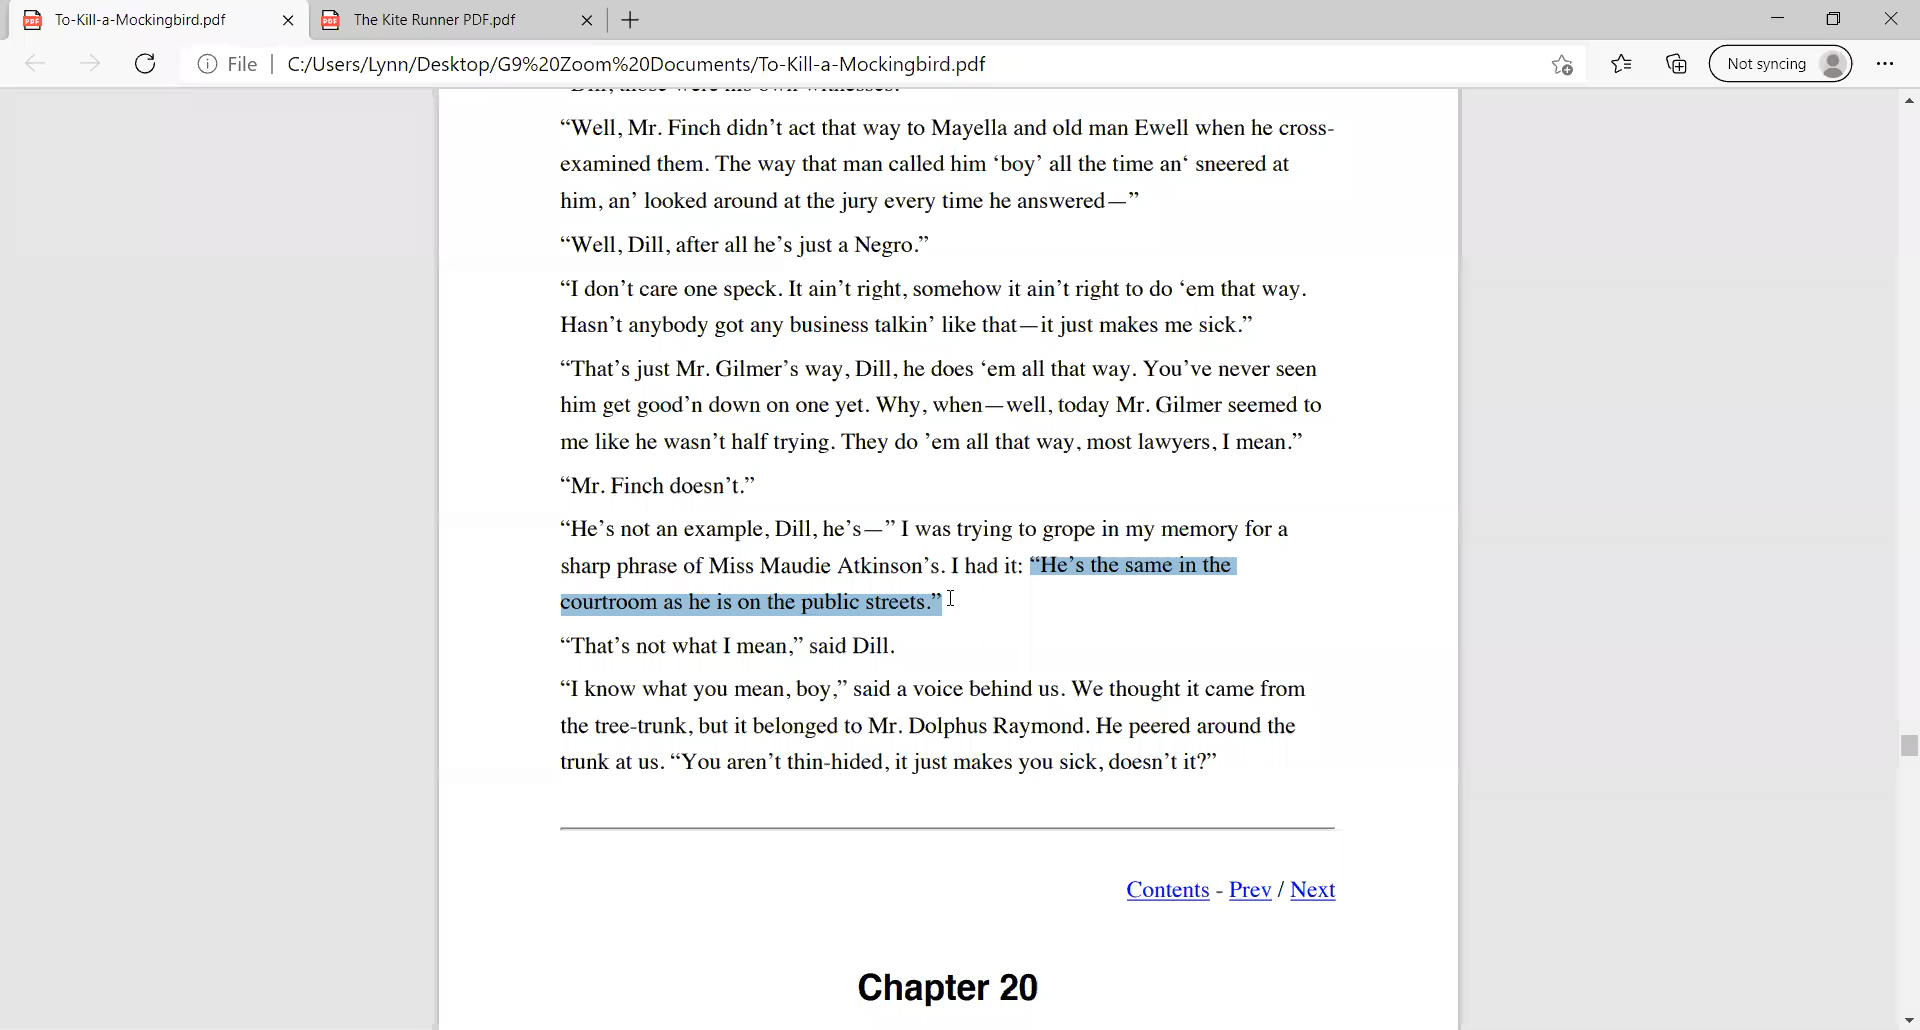 To-Kill-a-Mockingbird.pdf
The Kite Runner PDF.pdf
File
C:/Users/Lynn/Desktop/G9%20Zoom%20Documents/To-Kill-a-Mockingbird.pdf
Not syncing
“Dill, those were his own witnesses.”
“Well, Mr. Finch didn’t act that way to Mayella and old man Ewell when he cross-
examined them. The way that man called him ‘boy’ all the time an‘ sneered at
him, an’ looked around at the jury every time he answered—”
“Well, Dill, after all he’s just a Negro.”
“I don’t care one speck. It ain’t right, somehow it ain’t right to do ‘em that way.
Hasn’t anybody got any business talkin’ like that—it just makes me sick.”
“That’s just Mr. Gilmer’s way, Dill, he does ‘em all that way. You’ve never seen
him get good’n down on one yet. Why, when—well, today Mr. Gilmer seemed to
me like he wasn’t half trying. They do ’em all that way, most lawyers, I mean.”
“Mr. Finch doesn’t.”
“He’s not an example, Dill, he’s—” I was trying to grope in my memory for a
sharp phrase of Miss Maudie Atkinson’s. I had it: “He’s the same in the
courtroom as he is on the public streets.”
“That’s not what I mean,” said Dill.
“I know what you mean, boy,” said a voice behind us. We thought it came from
the tree-trunk, but it belonged to Mr. Dolphus Raymond. He peered around the
trunk at us. “You aren’t thin-hided, it just makes you sick, doesn’t it?”
Contents - Prev / Next
Chapter 20